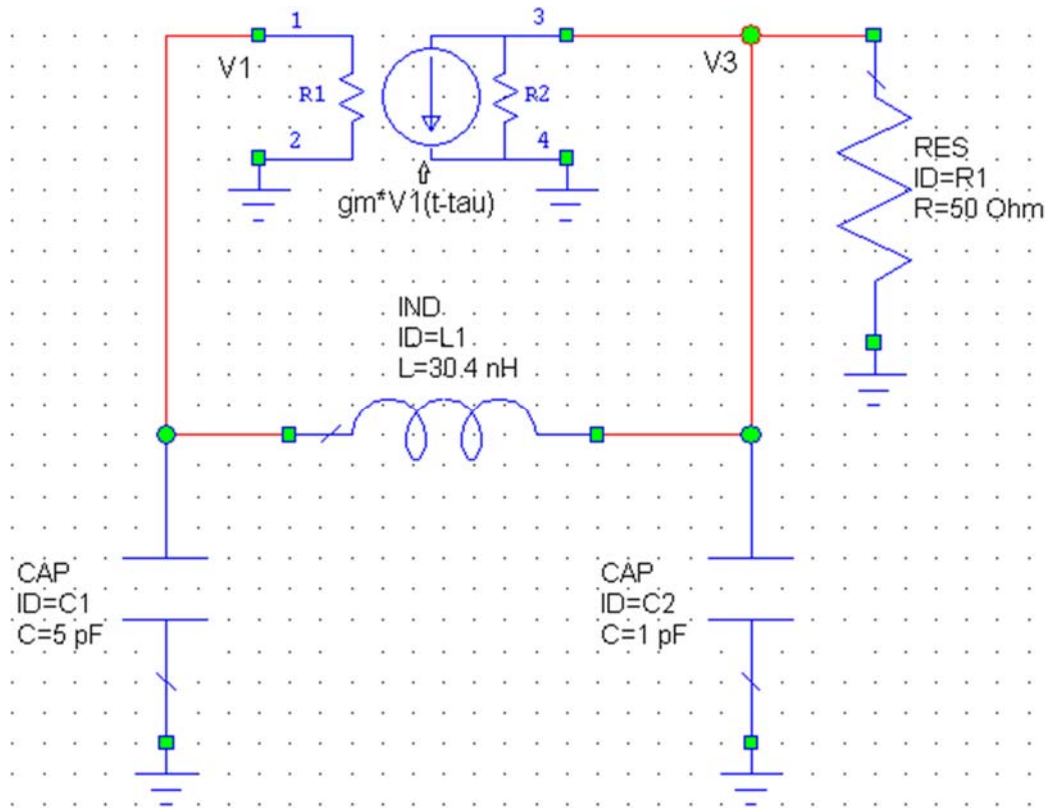 1
3
V1
V3
R1
R2
2
4
gm*V1(t-tau)
RES
ID=R1
R=50 Ohm
IND
ID=L1
L=30.4 nH
CAP
ID=C1
C=5 pF
CAP
ID=C2
C=1 pF